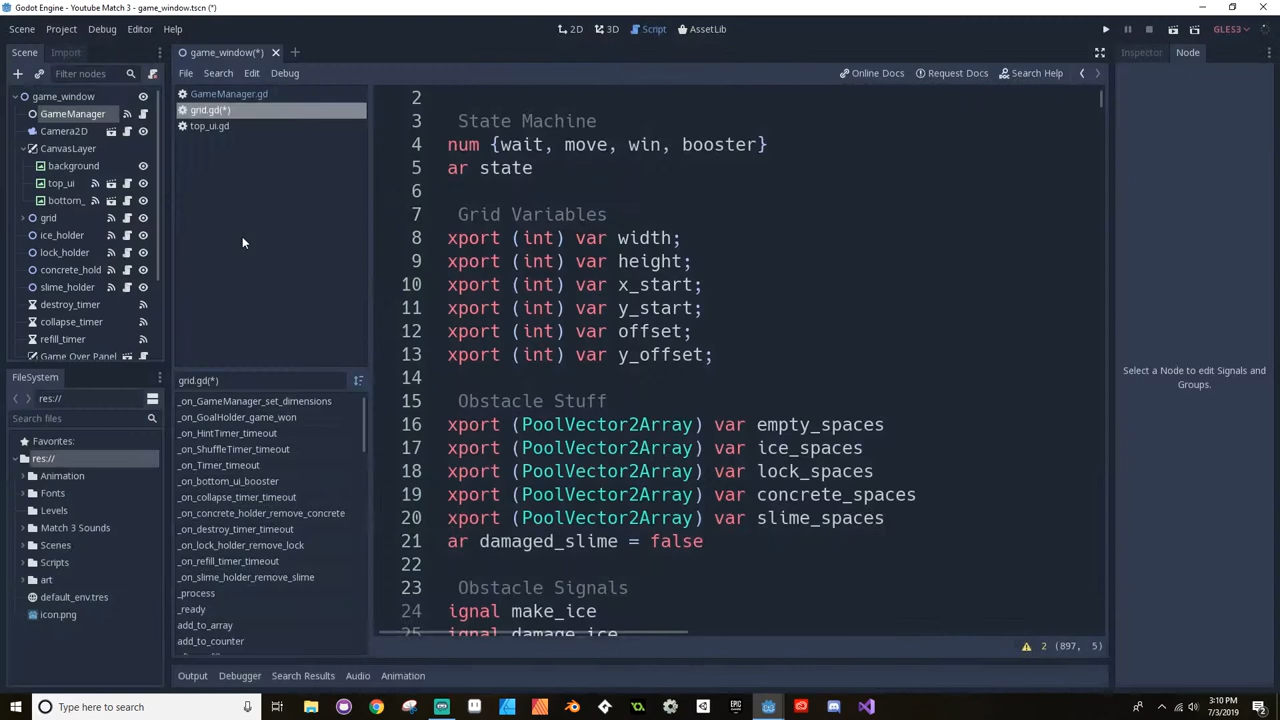 Godot Engine - Youtube Match 3 - game_window.tscn (*)
Scene Project Debug Editor Help
2D 3D Script AssetLib
GLES3
Scene Import
game_window(*)
Inspector Node
Filter nodes
File Search Edit Debug
Online Docs Request Docs Search Help
game_window
GameManager
Camera2D
CanvasLayer
background
top_ui
bottom_
grid
ice_holder
lock_holder
concrete_hold
slime_holder
destroy_timer
collapse_timer
refill_timer
Game Over Panel
GameManager.gd
grid.gd(*)
top_ui.gd
grid.gd(*)
_on_GameManager_set_dimensions
_on_GoalHolder_game_won
_on_HintTimer_timeout
_on_ShuffleTimer_timeout
_on_Timer_timeout
_on_bottom_ui_booster
_on_collapse_timer_timeout
_on_concrete_holder_remove_concrete
_on_destroy_timer_timeout
_on_lock_holder_remove_lock
_on_refill_timer_timeout
_on_slime_holder_remove_slime
_process
_ready
add_to_array
add_to_counter
2
3 State Machine
4 num {wait, move, win, booster}
5 ar state
6
7 Grid Variables
8 xport (int) var width;
9 xport (int) var height;
10 xport (int) var x_start;
11 xport (int) var y_start;
12 xport (int) var offset;
13 xport (int) var y_offset;
14
15 Obstacle Stuff
16 xport (PoolVector2Array) var empty_spaces
17 xport (PoolVector2Array) var ice_spaces
18 xport (PoolVector2Array) var lock_spaces
19 xport (PoolVector2Array) var concrete_spaces
20 xport (PoolVector2Array) var slime_spaces
21 ar damaged_slime = false
22
23 Obstacle Signals
24 ignal make_ice
25 ignal damage_ice
2 (897, 5)
Select a Node to edit Signals and
Groups.
FileSystem
res://
Search files
Favorites:
res://
Animation
Fonts
Levels
Match 3 Sounds
Scenes
Scripts
art
default_env.tres
icon.png
Output Debugger Search Results Audio Animation
Type here to search
3:10 PM
7/3/2019